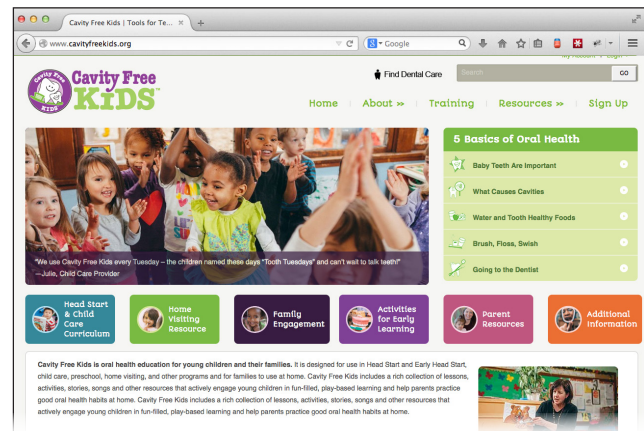 Cavity Free Kids | Tools for Te...
www.cavityfreekids.org
Google
My Account
Login
Cavity Free
KIDS
Cavity Free
KIDS
Find Dental Care
Search
GO
Home
About »
Training
Resources »
Sign Up
"We use Cavity Free Kids every Tuesday – the children named these days "Tooth Tuesdays" and can't wait to talk teeth!"
—Julie, Child Care Provider
5 Basics of Oral Health
Baby Teeth Are Important
What Causes Cavities
Water and Tooth Healthy Foods
Brush, Floss, Swish
Going to the Dentist
Head Start
& Child
Care
Curriculum
Home
Visiting
Resource
Family
Engagement
Activities
for Early
Learning
Parent
Resources
Additional
Information
Cavity Free Kids is oral health education for young children and their families. It is designed for use in Head Start and Early Head Start,
child care, preschool, home visiting, and other programs and for families to use at home. Cavity Free Kids includes a rich collection of lessons,
activities, stories, songs and other resources that actively engage young children in fun-filled, play-based learning and help parents practice
good oral health habits at home. Cavity Free Kids includes a rich collection of lessons, activities, stories, songs and other resources that
actively engage young children in fun-filled, play-based learning and help parents practice good oral health habits at home.